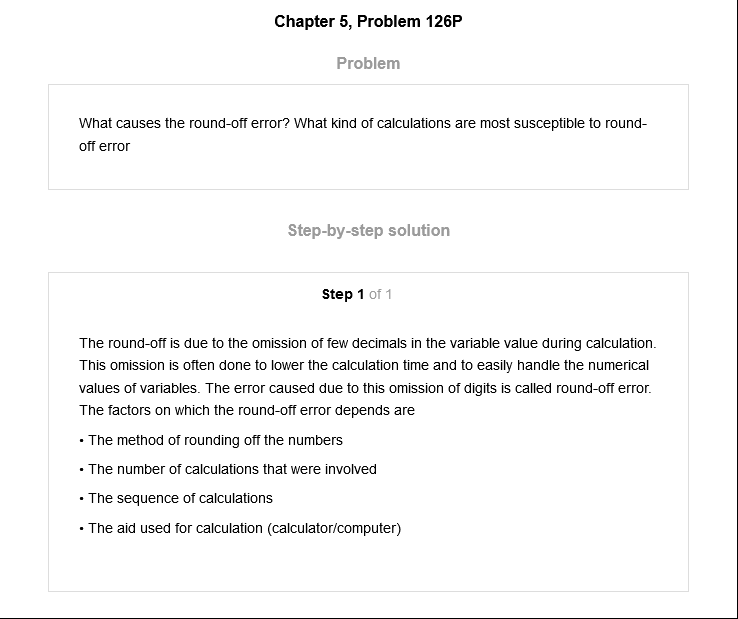 Chapter 5, Problem 126P
Problem
What causes the round-off error? What kind of calculations are most susceptible to round-
off error
Step-by-step solution
Step 1 of 1
The round-off is due to the omission of few decimals in the variable value during calculation.
This omission is often done to lower the calculation time and to easily handle the numerical
values of variables. The error caused due to this omission of digits is called round-off error.
The factors on which the round-off error depends are
• The method of rounding off the numbers
• The number of calculations that were involved
• The sequence of calculations
• The aid used for calculation (calculator/computer)